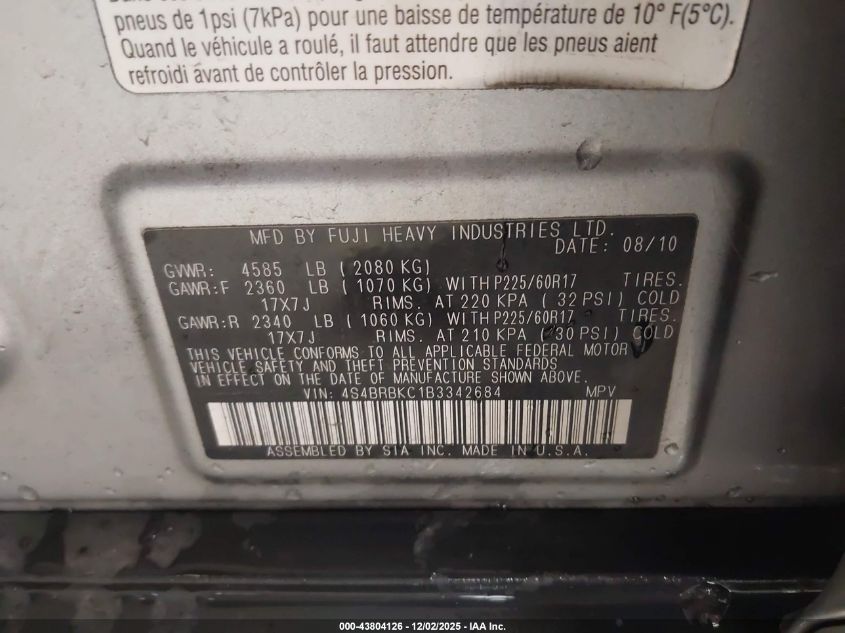 pneus de 1psi (7kPa) pour une baisse de température de 10° F(5°C).
Quand le véhicule a roulé, il faut attendre que les pneus aient
refroidi avant de contrôler la pression.
MFD BY FUJI HEAVY INDUSTRIES LTD.
DATE: 08/10
GVWR: 4585 LB ( 2080 KG)
GAWR:F 2360 LB ( 1070 KG) WITH P225/60R17 TIRES.
17X7J RIMS. AT 220 KPA ( 32 PSI) COLD
GAWR:R 2340 LB ( 1060 KG) WITH P225/60R17 TIRES.
17X7J RIMS. AT 210 KPA ( 30 PSI) COLD
THIS VEHICLE CONFORMS TO ALL APPLICABLE FEDERAL MOTOR
VEHICLE SAFETY AND THEFT PREVENTION STANDARDS
IN EFFECT ON THE DATE OF MANUFACTURE SHOWN ABOVE.
VIN: 4S4BRBKC1B3342684 MPV
ASSEMBLED BY SIA INC. MADE IN U.S.A.
000-43804126 - 12/02/2025 - IAA Inc.